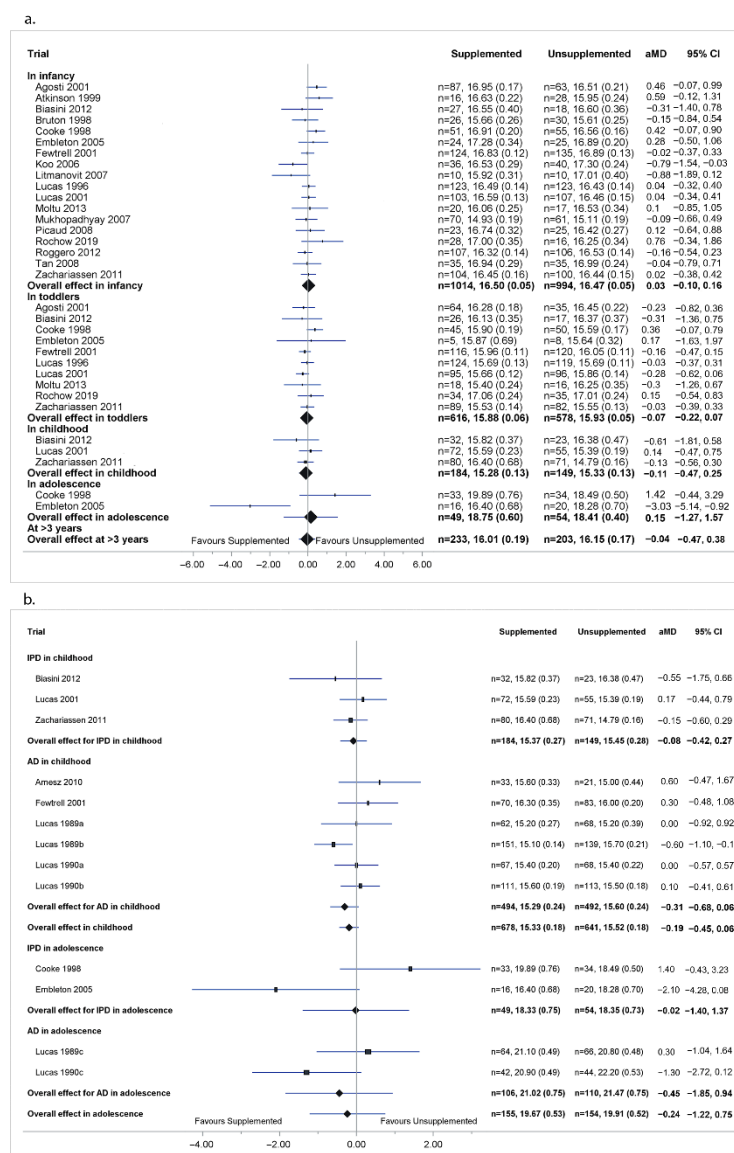 a.
Trial Supplemented Unsupplemented aMD 95% CI
In infancy
Agosti 2001 n=87, 16.95 (0.17) n=63, 16.51 (0.21) 0.46 −0.07, 0.99
Atkinson 1999 n=16, 16.63 (0.22) n=28, 15.95 (0.24) 0.59 −0.12, 1.31
Biasini 2012 n=27, 16.55 (0.40) n=18, 16.60 (0.36) −0.31 −1.40, 0.78
Bruton 1998 n=26, 15.66 (0.26) n=30, 15.61 (0.25) −0.15 −0.84, 0.54
Cooke 1998 n=51, 16.91 (0.20) n=55, 16.56 (0.16) 0.42 −0.07, 0.90
Embleton 2005 n=24, 17.28 (0.34) n=25, 16.89 (0.20) 0.28 −0.50, 1.06
Fewtrell 2001 n=124, 16.83 (0.12) n=135, 16.89 (0.13) −0.02 −0.37, 0.33
Koo 2006 n=36, 16.53 (0.29) n=40, 17.30 (0.24) −0.79 −1.54, −0.03
Litmanovit 2007 n=10, 15.92 (0.31) n=10, 17.01 (0.40) −0.88 −1.89, 0.12
Lucas 1996 n=123, 16.49 (0.14) n=123, 16.43 (0.14) 0.04 −0.32, 0.40
Lucas 2001 n=103, 16.59 (0.13) n=107, 16.46 (0.15) 0.04 −0.34, 0.41
Moltu 2013 n=20, 16.06 (0.25) n=17, 16.53 (0.34) 0.1 −0.85, 1.05
Mukhopadhyay 2007 n=70, 14.93 (0.19) n=61, 15.11 (0.19) −0.09 −0.66, 0.49
Picaud 2008 n=23, 16.74 (0.32) n=25, 16.42 (0.27) 0.12 −0.64, 0.88
Rochow 2019 n=28, 17.00 (0.35) n=16, 16.25 (0.34) 0.76 −0.34, 1.86
Roggero 2012 n=107, 16.32 (0.14) n=106, 16.53 (0.14) −0.16 −0.54, 0.23
Tan 2008 n=35, 16.94 (0.29) n=35, 16.99 (0.24) −0.04 −0.79, 0.71
Zachariassen 2011 n=104, 16.45 (0.16) n=100, 16.44 (0.15) 0.02 −0.38, 0.42
Overall effect in infancy n=1014, 16.50 (0.05) n=994, 16.47 (0.05) 0.03 −0.10, 0.16
In toddlers
Agosti 2001 n=64, 16.28 (0.18) n=35, 16.45 (0.22) −0.23 −0.82, 0.36
Biasini 2012 n=26, 16.13 (0.35) n=17, 16.37 (0.37) −0.31 −1.36, 0.75
Cooke 1998 n=45, 15.90 (0.19) n=50, 15.59 (0.17) 0.36 −0.07, 0.79
Embleton 2005 n=5, 15.87 (0.69) n=8, 15.64 (0.32) 0.17 −1.63, 1.97
Fewtrell 2001 n=116, 15.96 (0.11) n=120, 16.05 (0.11) −0.16 −0.47, 0.15
Lucas 1996 n=124, 15.69 (0.13) n=119, 15.69 (0.11) −0.03 −0.37, 0.31
Lucas 2001 n=95, 15.66 (0.12) n=96, 15.86 (0.14) −0.28 −0.62, 0.06
Moltu 2013 n=18, 15.40 (0.24) n=16, 16.25 (0.35) −0.3 −1.26, 0.67
Rochow 2019 n=34, 17.06 (0.24) n=35, 17.01 (0.24) 0.15 −0.54, 0.83
Zachariassen 2011 n=89, 15.53 (0.14) n=82, 15.55 (0.13) −0.03 −0.39, 0.33
Overall effect in toddlers n=616, 15.88 (0.06) n=578, 15.93 (0.05) −0.07 −0.22, 0.07
In childhood
Biasini 2012 n=32, 15.82 (0.37) n=23, 16.38 (0.47) −0.61 −1.81, 0.58
Lucas 2001 n=72, 15.59 (0.23) n=55, 15.39 (0.19) 0.14 −0.47, 0.75
Zachariassen 2011 n=80, 16.40 (0.68) n=71, 14.79 (0.16) −0.13 −0.56, 0.30
Overall effect in childhood n=184, 15.28 (0.13) n=149, 15.33 (0.13) −0.11 −0.47, 0.25
In adolescence
Cooke 1998 n=33, 19.89 (0.76) n=34, 18.49 (0.50) 1.42 −0.44, 3.29
Embleton 2005 n=16, 16.40 (0.68) n=20, 18.28 (0.70) −3.03 −5.14, −0.92
Overall effect in adolescence n=49, 18.75 (0.60) n=54, 18.41 (0.40) 0.15 −1.27, 1.57
At >3 years
Overall effect at >3 years Favours Supplemented Favours Unsupplemented n=233, 16.01 (0.19) n=203, 16.15 (0.17) −0.04 −0.47, 0.38
−6.00 −4.00 −2.00 0.00 2.00 4.00 6.00
b.
Trial Supplemented Unsupplemented aMD 95% CI
IPD in childhood
Biasini 2012 n=32, 15.82 (0.37) n=23, 16.38 (0.47) −0.55 −1.75, 0.66
Lucas 2001 n=72, 15.59 (0.23) n=55, 15.39 (0.19) 0.17 −0.44, 0.79
Zachariassen 2011 n=80, 16.40 (0.68) n=71, 14.79 (0.16) −0.15 −0.60, 0.29
Overall effect for IPD in childhood n=184, 15.37 (0.27) n=149, 15.45 (0.28) −0.08 −0.42, 0.27
AD in childhood
Amesz 2010 n=33, 15.60 (0.33) n=21, 15.00 (0.44) 0.60 −0.47, 1.67
Fewtrell 2001 n=70, 16.30 (0.35) n=83, 16.00 (0.20) 0.30 −0.48, 1.08
Lucas 1989a n=62, 15.20 (0.27) n=68, 15.20 (0.39) 0.00 −0.92, 0.92
Lucas 1989b n=151, 15.10 (0.14) n=139, 15.70 (0.21) −0.60 −1.10, −0.1
Lucas 1990a n=67, 15.40 (0.20) n=68, 15.40 (0.22) 0.00 −0.57, 0.57
Lucas 1990b n=111, 15.60 (0.19) n=113, 15.50 (0.18) 0.10 −0.41, 0.61
Overall effect for AD in childhood n=494, 15.29 (0.24) n=492, 15.60 (0.24) −0.31 −0.68, 0.06
Overall effect in childhood n=678, 15.33 (0.18) n=641, 15.52 (0.18) −0.19 −0.45, 0.06
IPD in adolescence
Cooke 1998 n=33, 19.89 (0.76) n=34, 18.49 (0.50) 1.40 −0.43, 3.23
Embleton 2005 n=16, 16.40 (0.68) n=20, 18.28 (0.70) −2.10 −4.28, 0.08
Overall effect for IPD in adolescence n=49, 18.33 (0.75) n=54, 18.35 (0.73) −0.02 −1.40, 1.37
AD in adolescence
Lucas 1989c n=64, 21.10 (0.49) n=66, 20.80 (0.48) 0.30 −1.04, 1.64
Lucas 1990c n=42, 20.90 (0.49) n=44, 22.20 (0.53) −1.30 −2.72, 0.12
Overall effect for AD in adolescence n=106, 21.02 (0.75) n=110, 21.47 (0.75) −0.45 −1.85, 0.94
Overall effect in adolescence n=155, 19.67 (0.53) n=154, 19.91 (0.52) −0.24 −1.22, 0.75
Favours Supplemented Favours Unsupplemented
−4.00 −2.00 0.00 2.00